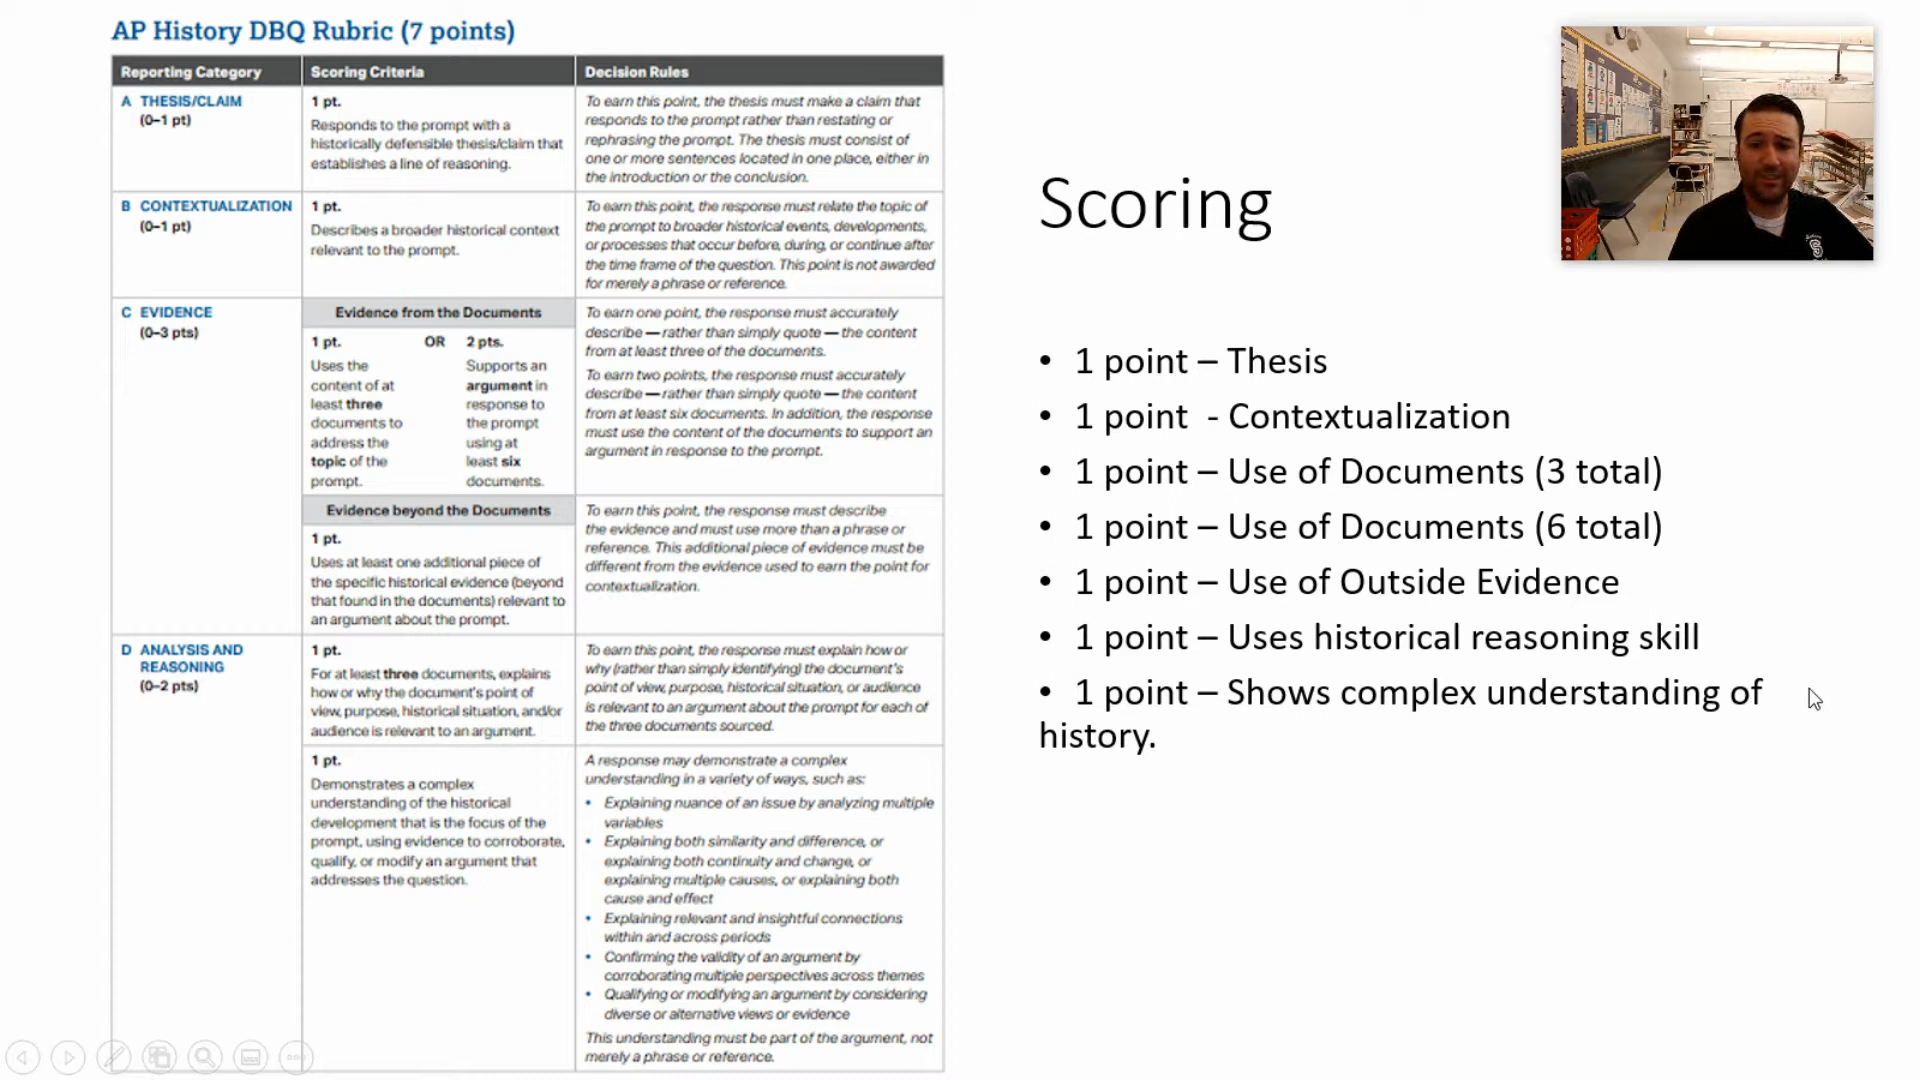 AP History DBQ Rubric (7 points)
Reporting Category
Scoring Criteria
Decision Rules
A THESIS/CLAIM
(0–1 pt)
1 pt.
Responds to the prompt with a
historically defensible thesis/claim that
establishes a line of reasoning.
To earn this point, the thesis must make a claim that
responds to the prompt rather than restating or
rephrasing the prompt. The thesis must consist of
one or more sentences located in one place, either in
the introduction or the conclusion.
B CONTEXTUALIZATION
(0–1 pt)
1 pt.
Describes a broader historical context
relevant to the prompt.
To earn this point, the response must relate the topic of
the prompt to broader historical events, developments,
or processes that occur before, during, or continue after
the time frame of the question. This point is not awarded
for merely a phrase or reference.
C EVIDENCE
(0–3 pts)
Evidence from the Documents
1 pt.
Uses the
content of at
least three
documents to
address the
topic of the
prompt.
OR
2 pts.
Supports an
argument in
response to
the prompt
using at
least six
documents.
To earn one point, the response must accurately
describe — rather than simply quote — the content
from at least three of the documents.
To earn two points, the response must accurately
describe — rather than simply quote — the content
from at least six documents. In addition, the response
must use the content of the documents to support an
argument in response to the prompt.
Evidence beyond the Documents
1 pt.
Uses at least one additional piece of
the specific historical evidence (beyond
that found in the documents) relevant to
an argument about the prompt.
To earn this point, the response must describe
the evidence and must use more than a phrase or
reference. This additional piece of evidence must be
different from the evidence used to earn the point for
contextualization.
D ANALYSIS AND
REASONING
(0–2 pts)
1 pt.
For at least three documents, explains
how or why the document's point of
view, purpose, historical situation, and/or
audience is relevant to an argument.
To earn this point, the response must explain how or
why (rather than simply identifying) the document's
point of view, purpose, historical situation, or audience
is relevant to an argument about the prompt for each of
the three documents sourced.
1 pt.
Demonstrates a complex
understanding of the historical
development that is the focus of the
prompt, using evidence to corroborate,
qualify, or modify an argument that
addresses the question.
A response may demonstrate a complex
understanding in a variety of ways, such as:
• Explaining nuance of an issue by analyzing multiple
variables
• Explaining both similarity and difference, or
explaining both continuity and change, or
explaining multiple causes, or explaining both
cause and effect
• Explaining relevant and insightful connections
within and across periods
• Confirming the validity of an argument by
corroborating multiple perspectives across themes
• Qualifying or modifying an argument by considering
diverse or alternative views or evidence
This understanding must be part of the argument, not
merely a phrase or reference.
Scoring
• 1 point – Thesis
• 1 point - Contextualization
• 1 point – Use of Documents (3 total)
• 1 point – Use of Documents (6 total)
• 1 point – Use of Outside Evidence
• 1 point – Uses historical reasoning skill
• 1 point – Shows complex understanding of
history.